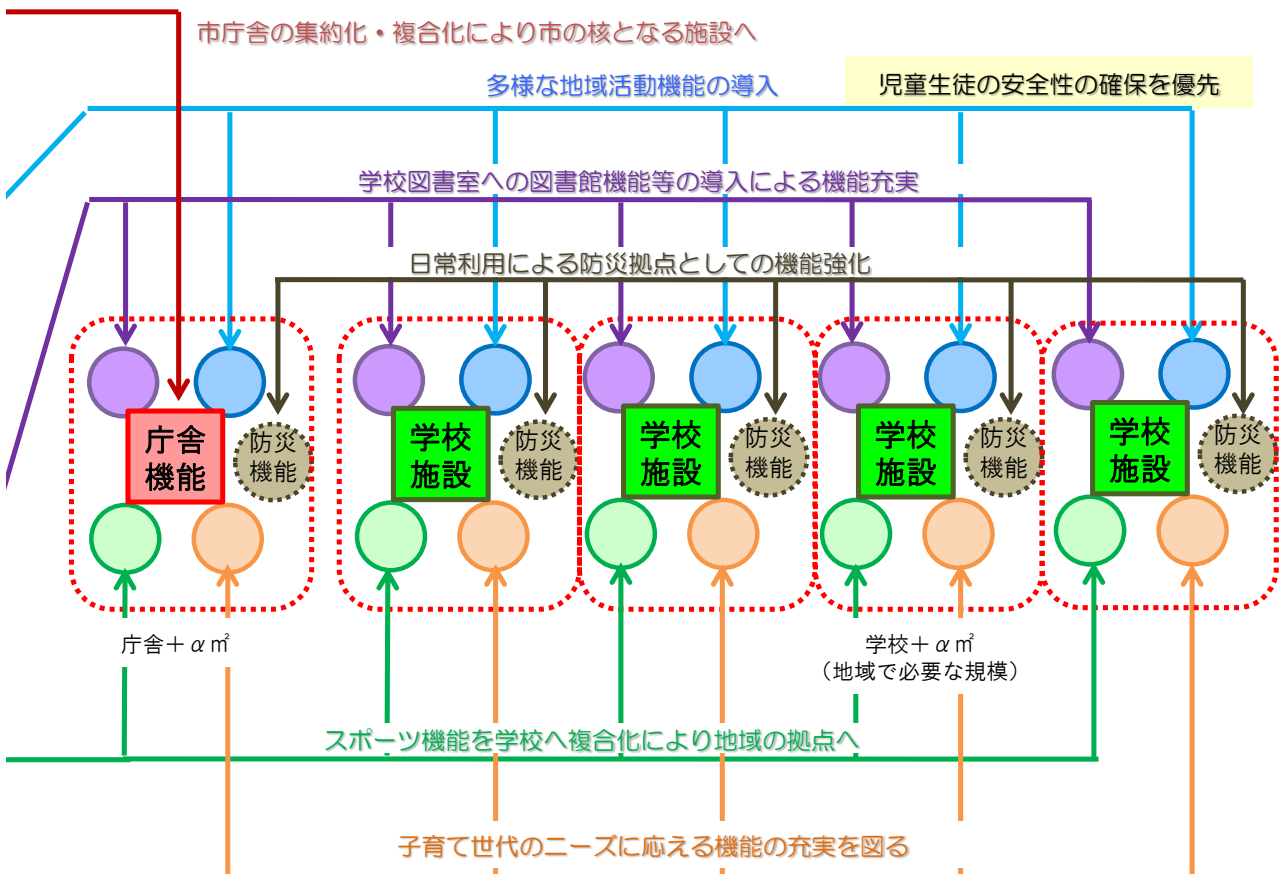 市庁舎の集約化・複合化により市の核となる施設へ
多様な地域活動機能の導入
児童生徒の安全性の確保を優先
学校図書室への図書館機能等の導入による機能充実
日常利用による防災拠点としての機能強化
庁舎
機能
防災
機能
学校
施設
防災
機能
学校
施設
防災
機能
学校
施設
防災
機能
学校
施設
防災
機能
庁舎＋α㎡
学校＋α㎡
（地域で必要な規模）
スポーツ機能を学校へ複合化により地域の拠点へ
子育て世代のニーズに応える機能の充実を図る